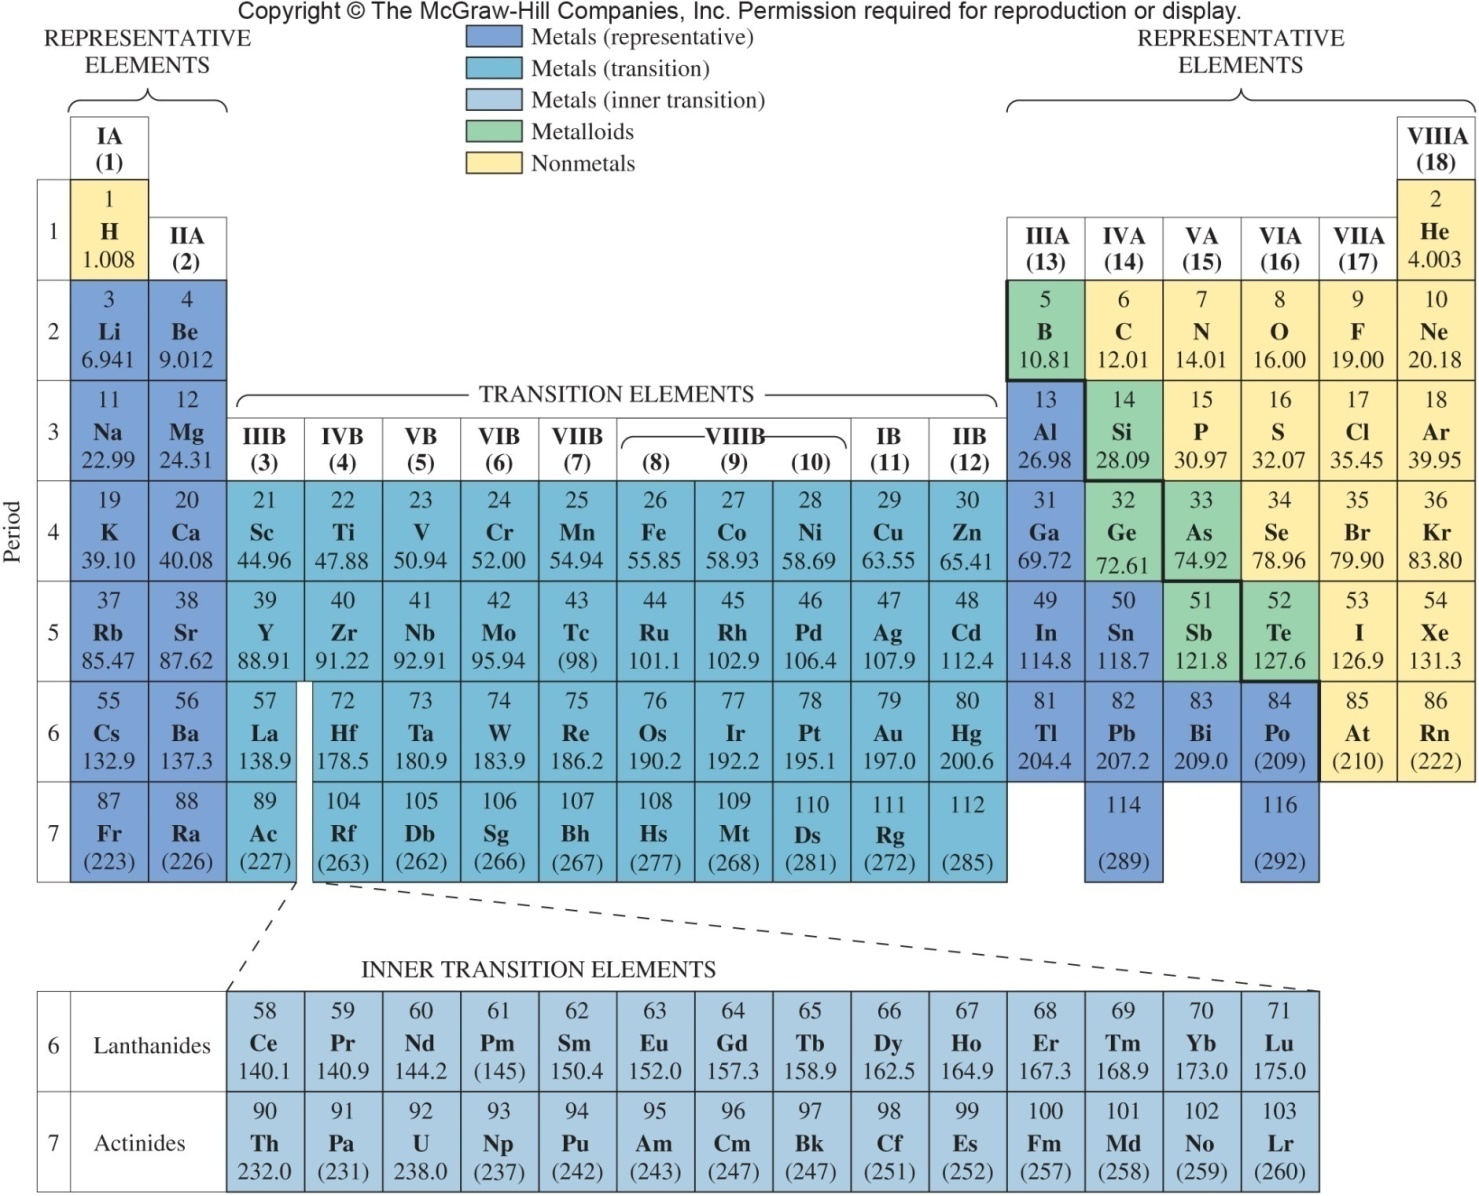 Copyright © The McGraw-Hill Companies, Inc. Permission required for reproduction or display.
REPRESENTATIVE
ELEMENTS
Metals (representative)
Metals (transition)
Metals (inner transition)
Metalloids
Nonmetals
REPRESENTATIVE
ELEMENTS
IA
(1)
VIIIA
(18)
Period
1
1
H
1.008
IIA
(2)
IIIA
(13)
IVA
(14)
VA
(15)
VIA
(16)
VIIA
(17)
2
He
4.003
2
3 4 5 6 7 8 9 10
Li Be B C N O F Ne
6.941 9.012 10.81 12.01 14.01 16.00 19.00 20.18
TRANSITION ELEMENTS
3
11 12 13 14 15 16 17 18
Na Mg Al Si P S Cl Ar
22.99 24.31 26.98 28.09 30.97 32.07 35.45 39.95
IIIB IVB VB VIB VIIB VIIIB IB IIB
(3) (4) (5) (6) (7) (8) (9) (10) (11) (12)
4
19 20 21 22 23 24 25 26 27 28 29 30 31 32 33 34 35 36
K Ca Sc Ti V Cr Mn Fe Co Ni Cu Zn Ga Ge As Se Br Kr
39.10 40.08 44.96 47.88 50.94 52.00 54.94 55.85 58.93 58.69 63.55 65.41 69.72 72.61 74.92 78.96 79.90 83.80
5
37 38 39 40 41 42 43 44 45 46 47 48 49 50 51 52 53 54
Rb Sr Y Zr Nb Mo Tc Ru Rh Pd Ag Cd In Sn Sb Te I Xe
85.47 87.62 88.91 91.22 92.91 95.94 (98) 101.1 102.9 106.4 107.9 112.4 114.8 118.7 121.8 127.6 126.9 131.3
6
55 56 57 72 73 74 75 76 77 78 79 80 81 82 83 84 85 86
Cs Ba La Hf Ta W Re Os Ir Pt Au Hg Tl Pb Bi Po At Rn
132.9 137.3 138.9 178.5 180.9 183.9 186.2 190.2 192.2 195.1 197.0 200.6 204.4 207.2 209.0 (209) (210) (222)
7
87 88 89 104 105 106 107 108 109 110 111 112 114 116
Fr Ra Ac Rf Db Sg Bh Hs Mt Ds Rg
(223) (226) (227) (263) (262) (266) (267) (277) (268) (281) (272) (285) (289) (292)
INNER TRANSITION ELEMENTS
6 Lanthanides
58 59 60 61 62 63 64 65 66 67 68 69 70 71
Ce Pr Nd Pm Sm Eu Gd Tb Dy Ho Er Tm Yb Lu
140.1 140.9 144.2 (145) 150.4 152.0 157.3 158.9 162.5 164.9 167.3 168.9 173.0 175.0
7 Actinides
90 91 92 93 94 95 96 97 98 99 100 101 102 103
Th Pa U Np Pu Am Cm Bk Cf Es Fm Md No Lr
232.0 (231) 238.0 (237) (242) (243) (247) (247) (251) (252) (257) (258) (259) (260)